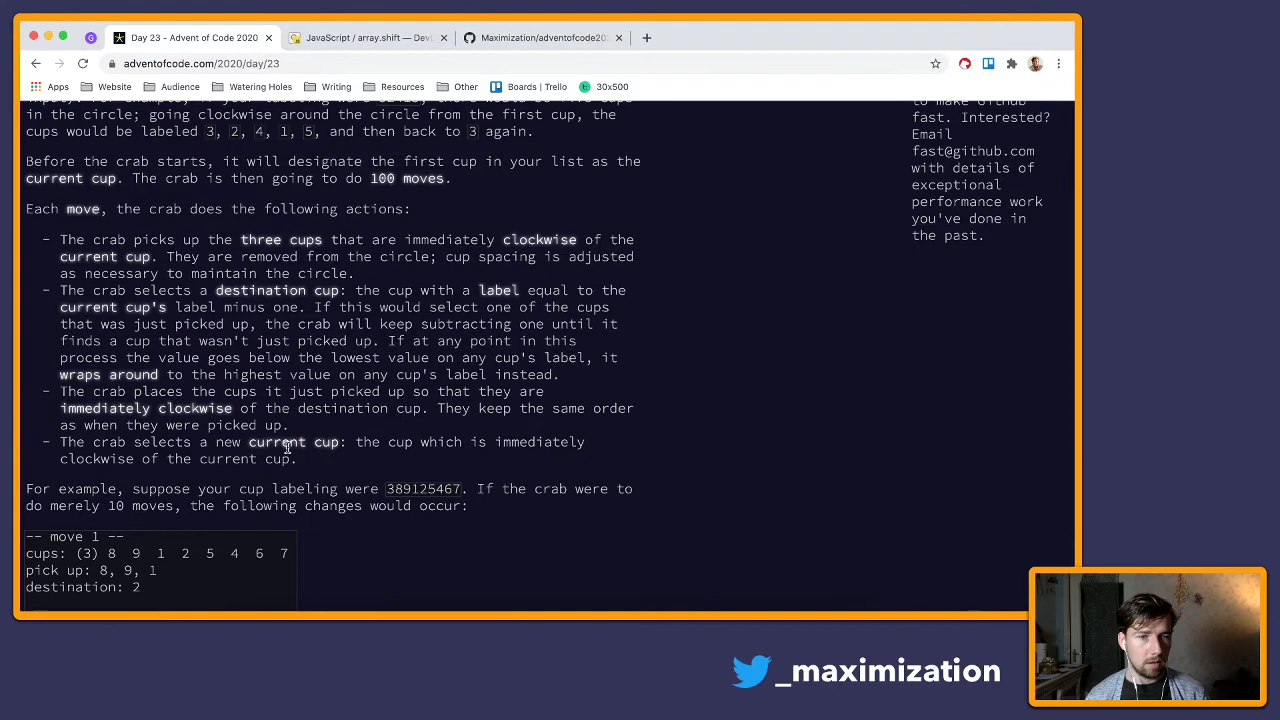 Day 23 - Advent of Code 2020
JavaScript / array.shift — Dev
Maximization/adventofcode202
adventofcode.com/2020/day/23
Apps Website Audience Watering Holes Writing Resources Other Boards | Trello 30x500
in the circle; going clockwise around the circle from the first cup, the
cups would be labeled 3, 2, 4, 1, 5, and then back to 3 again.
Before the crab starts, it will designate the first cup in your list as the
current cup. The crab is then going to do 100 moves.
Each move, the crab does the following actions:
- The crab picks up the three cups that are immediately clockwise of the
current cup. They are removed from the circle; cup spacing is adjusted
as necessary to maintain the circle.
- The crab selects a destination cup: the cup with a label equal to the
current cup's label minus one. If this would select one of the cups
that was just picked up, the crab will keep subtracting one until it
finds a cup that wasn't just picked up. If at any point in this
process the value goes below the lowest value on any cup's label, it
wraps around to the highest value on any cup's label instead.
- The crab places the cups it just picked up so that they are
immediately clockwise of the destination cup. They keep the same order
as when they were picked up.
- The crab selects a new current cup: the cup which is immediately
clockwise of the current cup.
For example, suppose your cup labeling were 389125467. If the crab were to
do merely 10 moves, the following changes would occur:
-- move 1 --
cups: (3) 8 9 1 2 5 4 6 7
pick up: 8, 9, 1
destination: 2
to make GitHub
fast. Interested?
Email
fast@github.com
with details of
exceptional
performance work
you've done in
the past.
_maximization